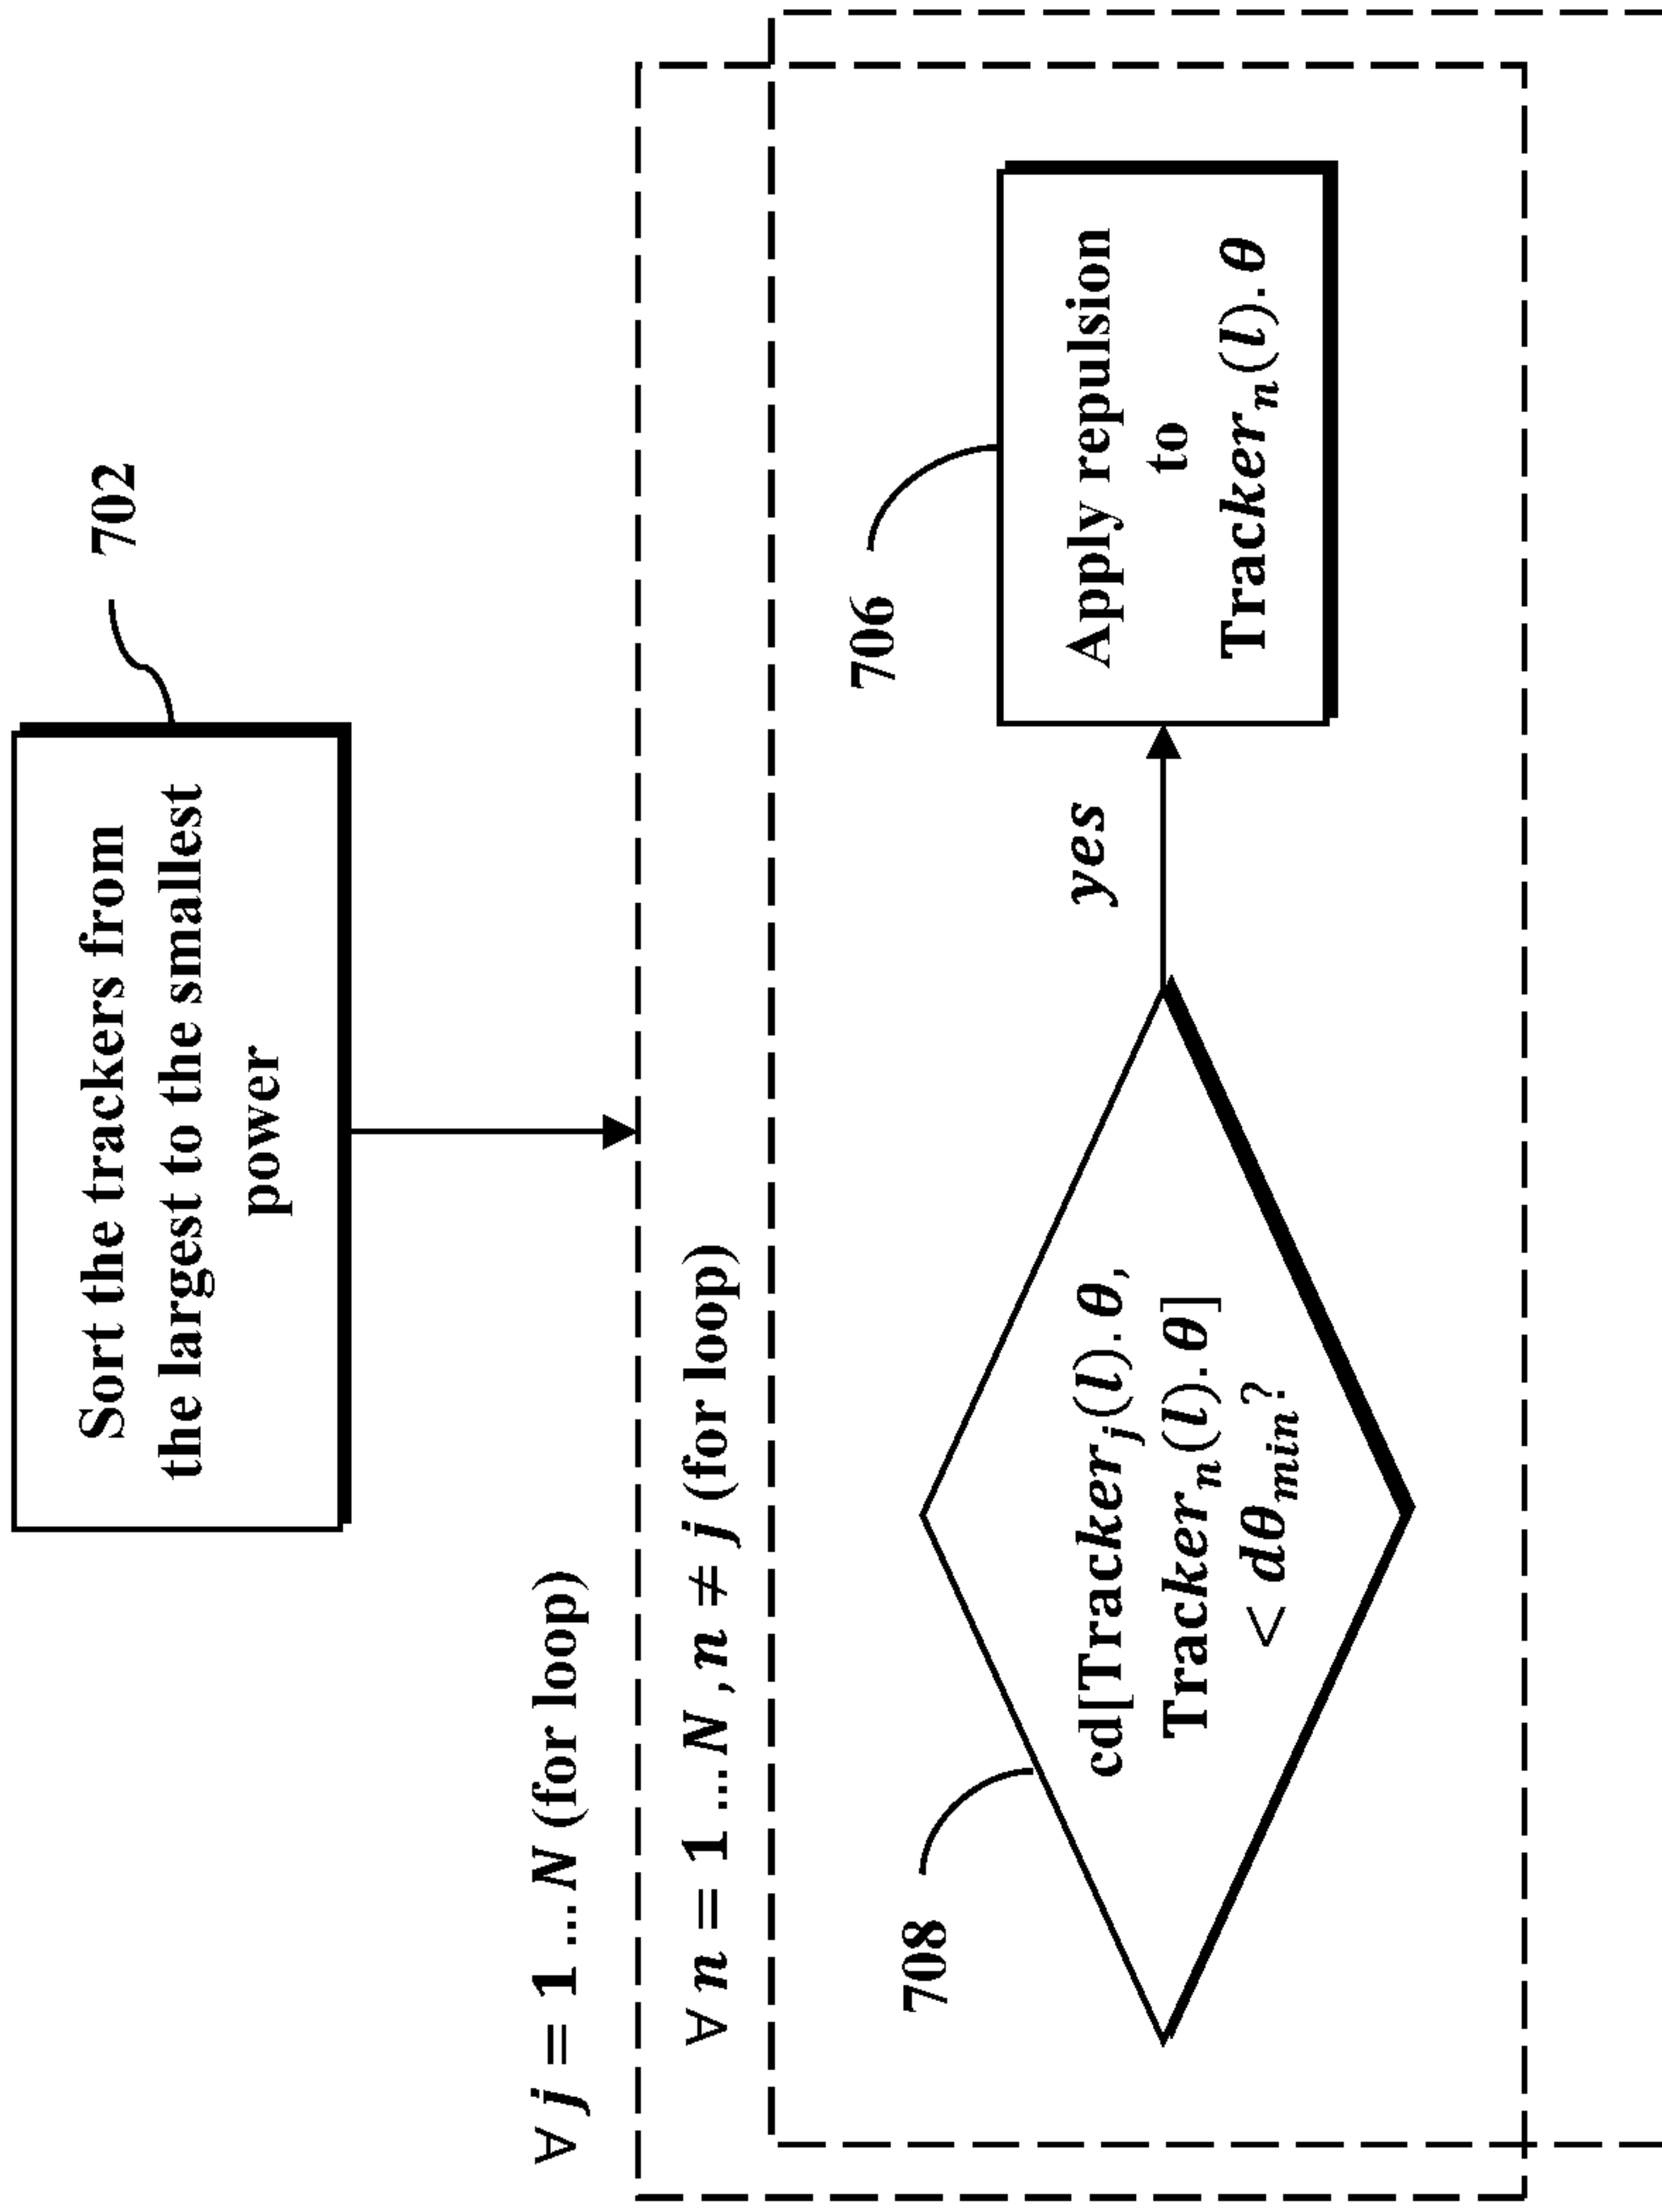 Sort the trackers from
the largest to the smallest
power
702
∀ j = 1 ... N (for loop)
∀ n = 1 ... N, n ≠ j (for loop)
708
cd[Tracker_j(l).θ,
Tracker_n(l).θ]
< dθ_min?
yes
706
Apply repulsion
to
Tracker_n(l).θ